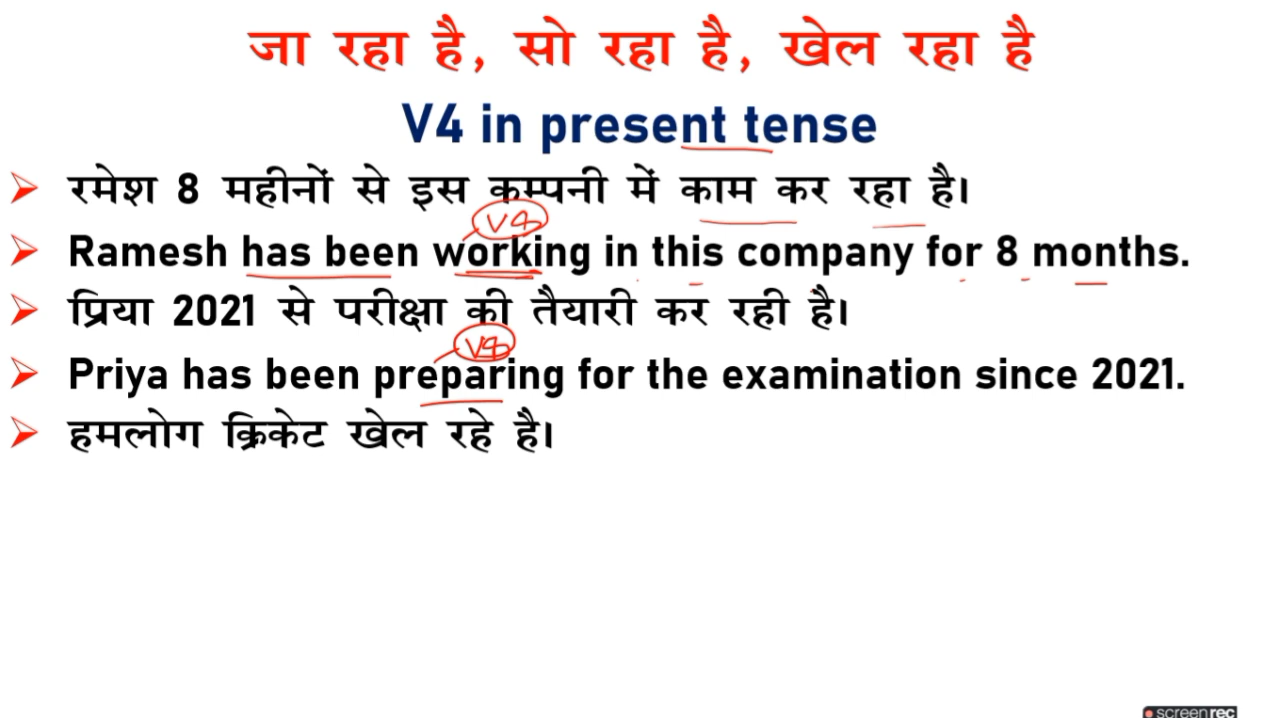 जा रहा है, सो रहा है, खेल रहा है
V4 in present tense
➢ रमेश 8 महीनों से इस कम्पनी में काम कर रहा है।
V4
➢ Ramesh has been working in this company for 8 months.
➢ प्रिया 2021 से परीक्षा की तैयारी कर रही है।
V4
➢ Priya has been preparing for the examination since 2021.
➢ हमलोग क्रिकेट खेल रहे है।
screenrec